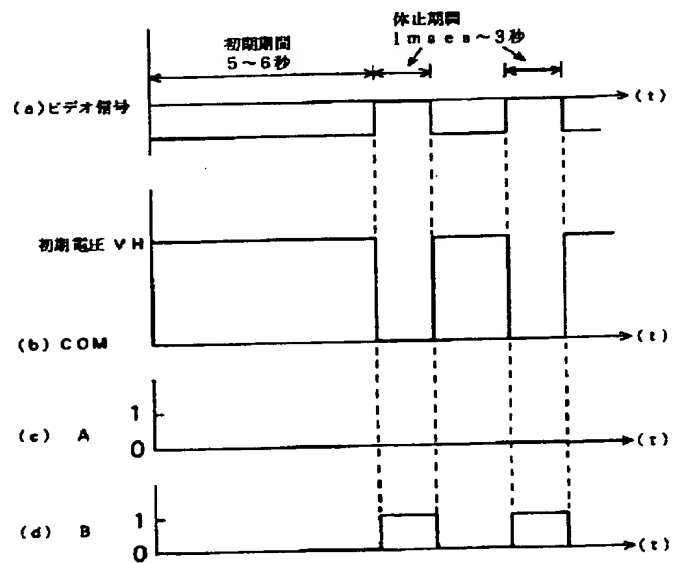 初期期間
5~6秒
休止期間
1mses~3秒
(a)ビデオ信号
(t)
初期電圧 VH
(b) COM
(t)
(c) A
1
0
(t)
(d) B
1
0
(t)